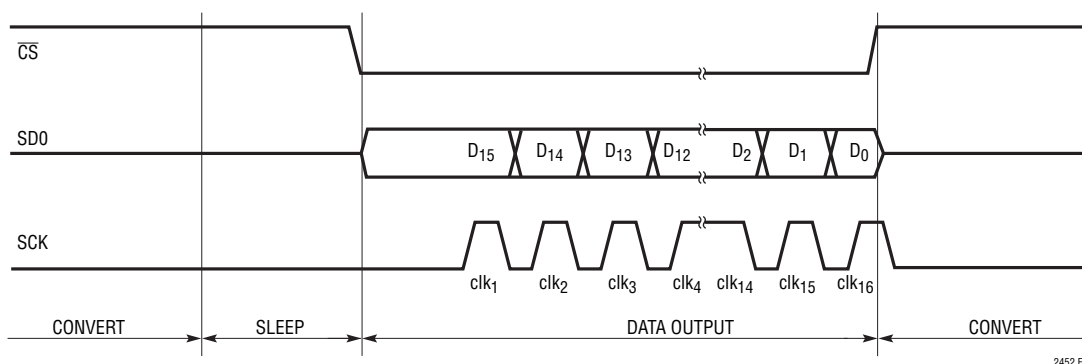 CS
SD0
D15 D14 D13 D12 D2 D1 D0
SCK
clk1 clk2 clk3 clk4 clk14 clk15 clk16
CONVERT SLEEP DATA OUTPUT CONVERT
2452 F